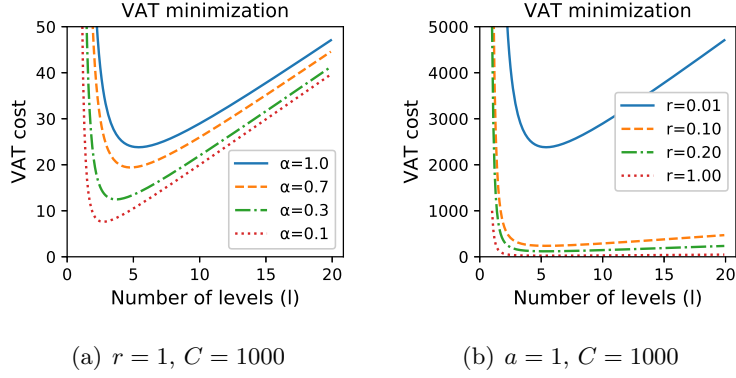 VAT minimization
50
40
30
20
10
0
VAT cost
α=1.0
α=0.7
α=0.3
α=0.1
0 5 10 15 20
Number of levels (l)
(a) r = 1, C = 1000
VAT minimization
5000
4000
3000
2000
1000
0
VAT cost
r=0.01
r=0.10
r=0.20
r=1.00
0 5 10 15 20
Number of levels (l)
(b) a = 1, C = 1000